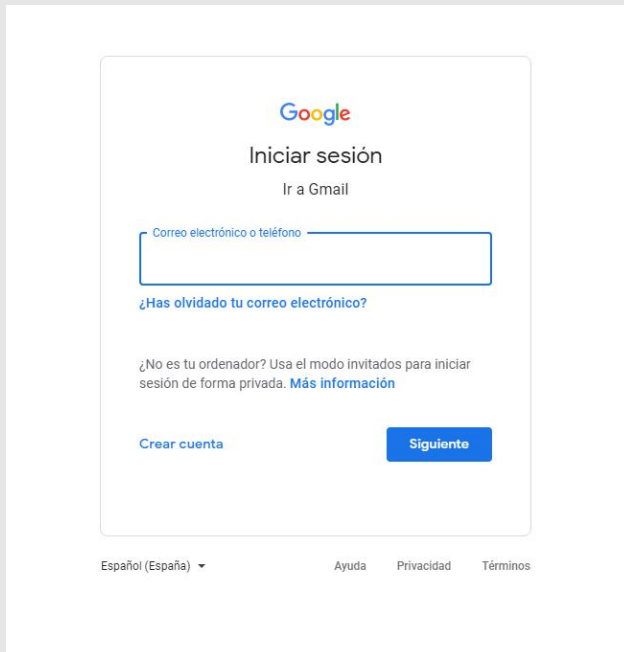 Google
Iniciar sesión
Ir a Gmail
Correo electrónico o teléfono
¿Has olvidado tu correo electrónico?
¿No es tu ordenador? Usa el modo invitados para iniciar
sesión de forma privada. Más información
Crear cuenta Siguiente
Español (España) Ayuda Privacidad Términos